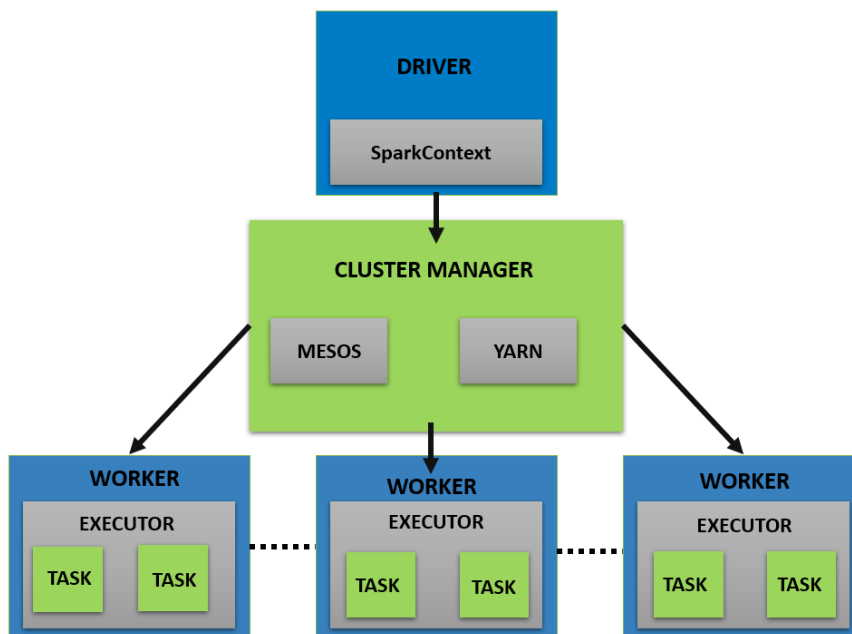 DRIVER
SparkContext
CLUSTER MANAGER
MESOS
YARN
WORKER
EXECUTOR
TASK
TASK
WORKER
EXECUTOR
TASK
TASK
WORKER
EXECUTOR
TASK
TASK